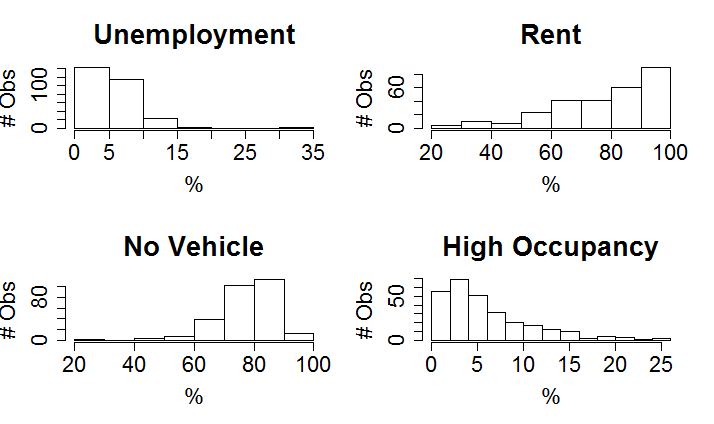 Unemployment
# Obs
0 100
0 5 15 25 35
%
Rent
# Obs
0 60
20 40 60 80 100
%
No Vehicle
# Obs
0 80
20 40 60 80 100
%
High Occupancy
# Obs
0 50
0 5 10 15 20 25
%